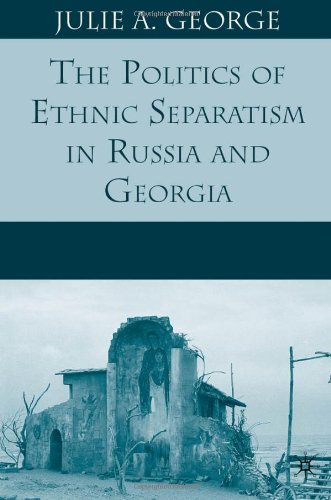 JULIE A. GEORGE
THE POLITICS OF
ETHNIC SEPARATISM
IN RUSSIA AND
GEORGIA